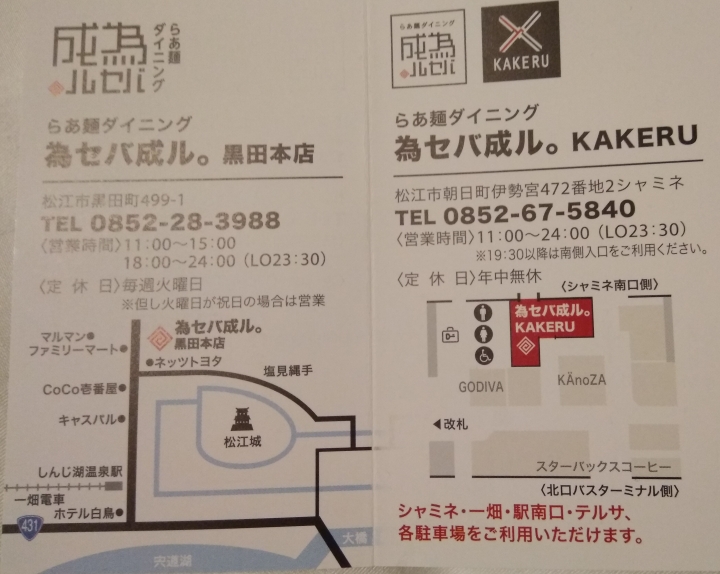 らあ麺
ダイニング
為
セバ
成
ル
らあ麺ダイニング
為セバ成ル。黒田本店
松江市黒田町499-1
TEL 0852-28-3988
〈営業時間〉11:00〜15:00
18:00〜24:00（LO23:30）
〈定 休 日〉毎週火曜日
※但し火曜日が祝日の場合は営業
為セバ成ル。
黒田本店
マルマン
ファミリーマート
ネッツトヨタ
塩見縄手
CoCo壱番屋
キャスパル
松江城
しんじ湖温泉駅
一畑電車
ホテル白鳥
431
大橋
宍道湖
らあ麺ダイニング
為
セバ
成
ル
KAKERU
らあ麺ダイニング
為セバ成ル。KAKERU
松江市朝日町伊勢宮472番地2シャミネ
TEL 0852-67-5840
〈営業時間〉11:00〜24:00（LO23:30）
※19:30以降は南側入口をご利用ください。
〈定 休 日〉年中無休
〈シャミネ南口側〉
為セバ成ル。
KAKERU
GODIVA
KÄnoZA
◀改札
スターバックスコーヒー
〈北口バスターミナル側〉
シャミネ・一畑・駅南口・テルサ、
各駐車場をご利用いただけます。